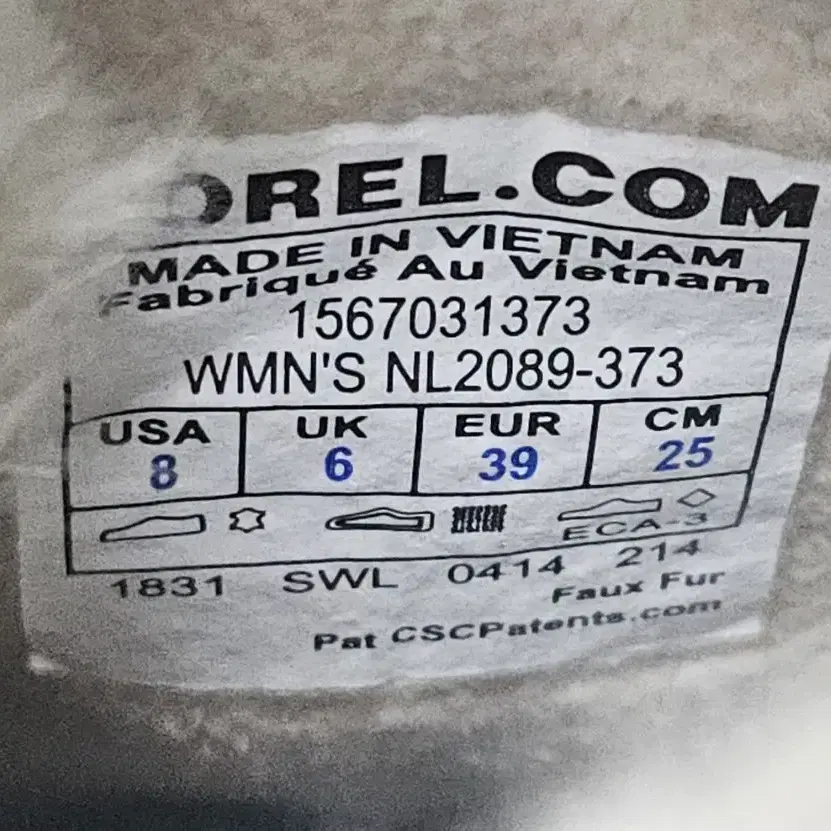 OREL.COM
MADE IN VIETNAM
Fabriqué Au Vietnam
1567031373
WMN'S NL2089-373
USA UK EUR CM
8 6 39 25
ECA-3
1831 SWL 0414 214
Faux Fur
Pat CSCPatents.com